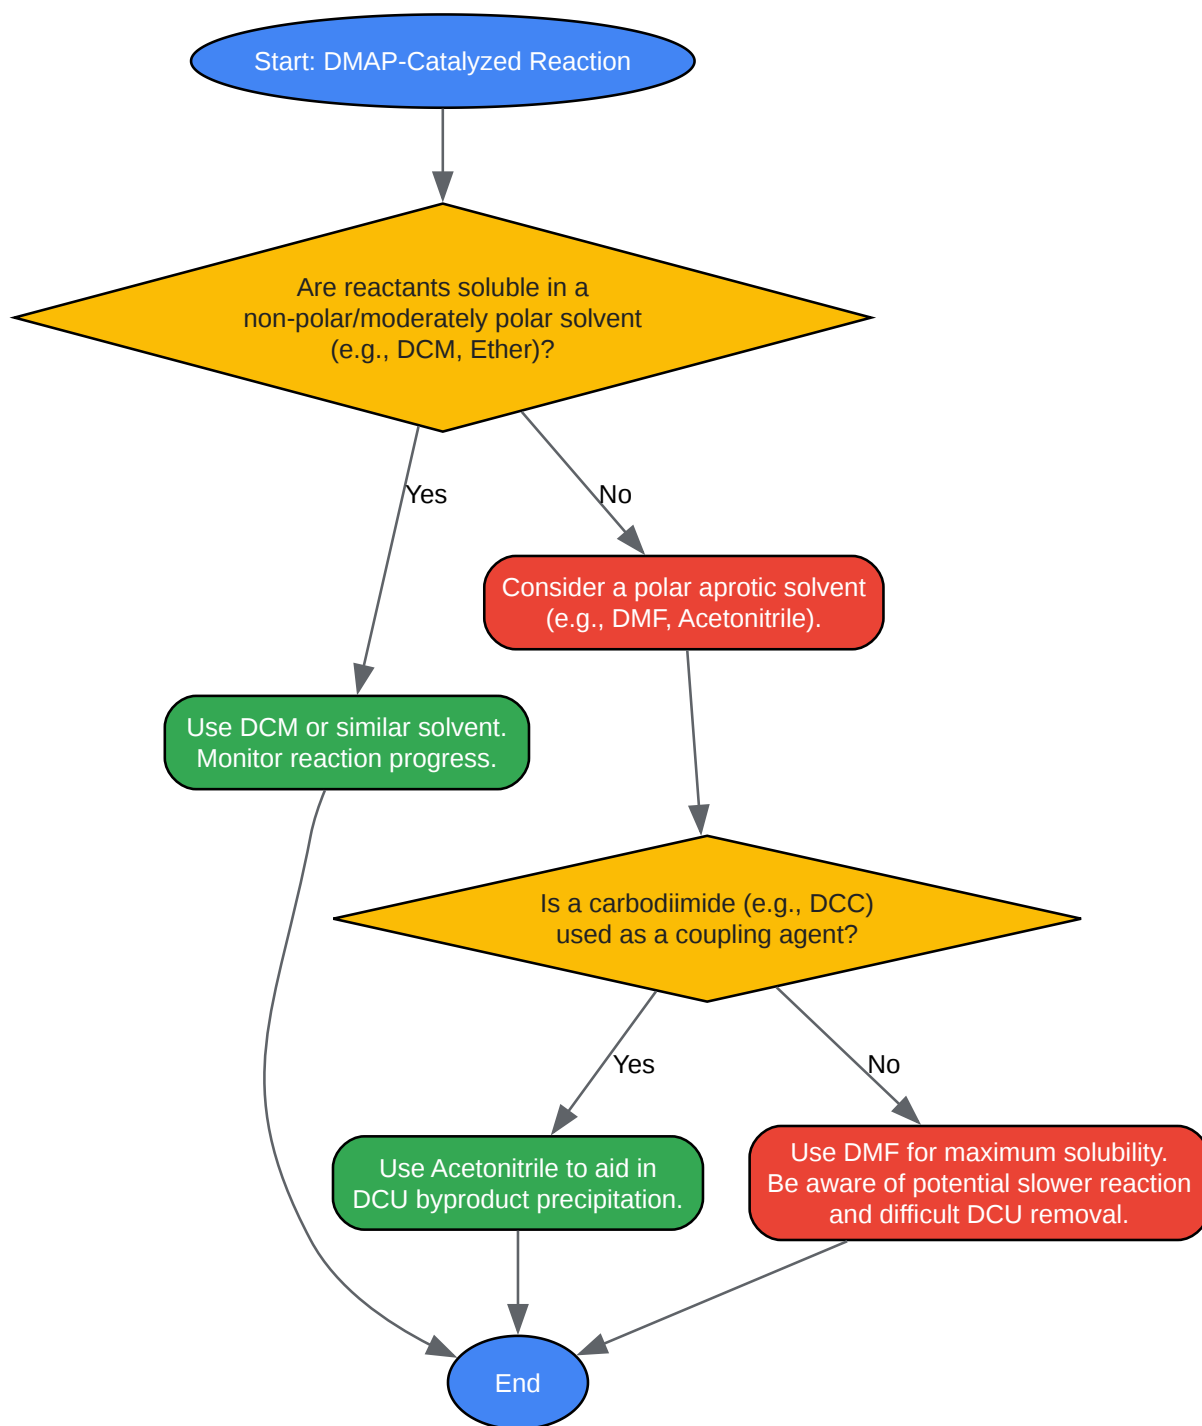 Start: DMAP-Catalyzed Reaction
Are reactants soluble in a
non-polar/moderately polar solvent
(e.g., DCM, Ether)?
Yes
No
Consider a polar aprotic solvent
(e.g., DMF, Acetonitrile).
Use DCM or similar solvent.
Monitor reaction progress.
Is a carbodiimide (e.g., DCC)
used as a coupling agent?
Yes
No
Use Acetonitrile to aid in
DCU byproduct precipitation.
Use DMF for maximum solubility.
Be aware of potential slower reaction
and difficult DCU removal.
End